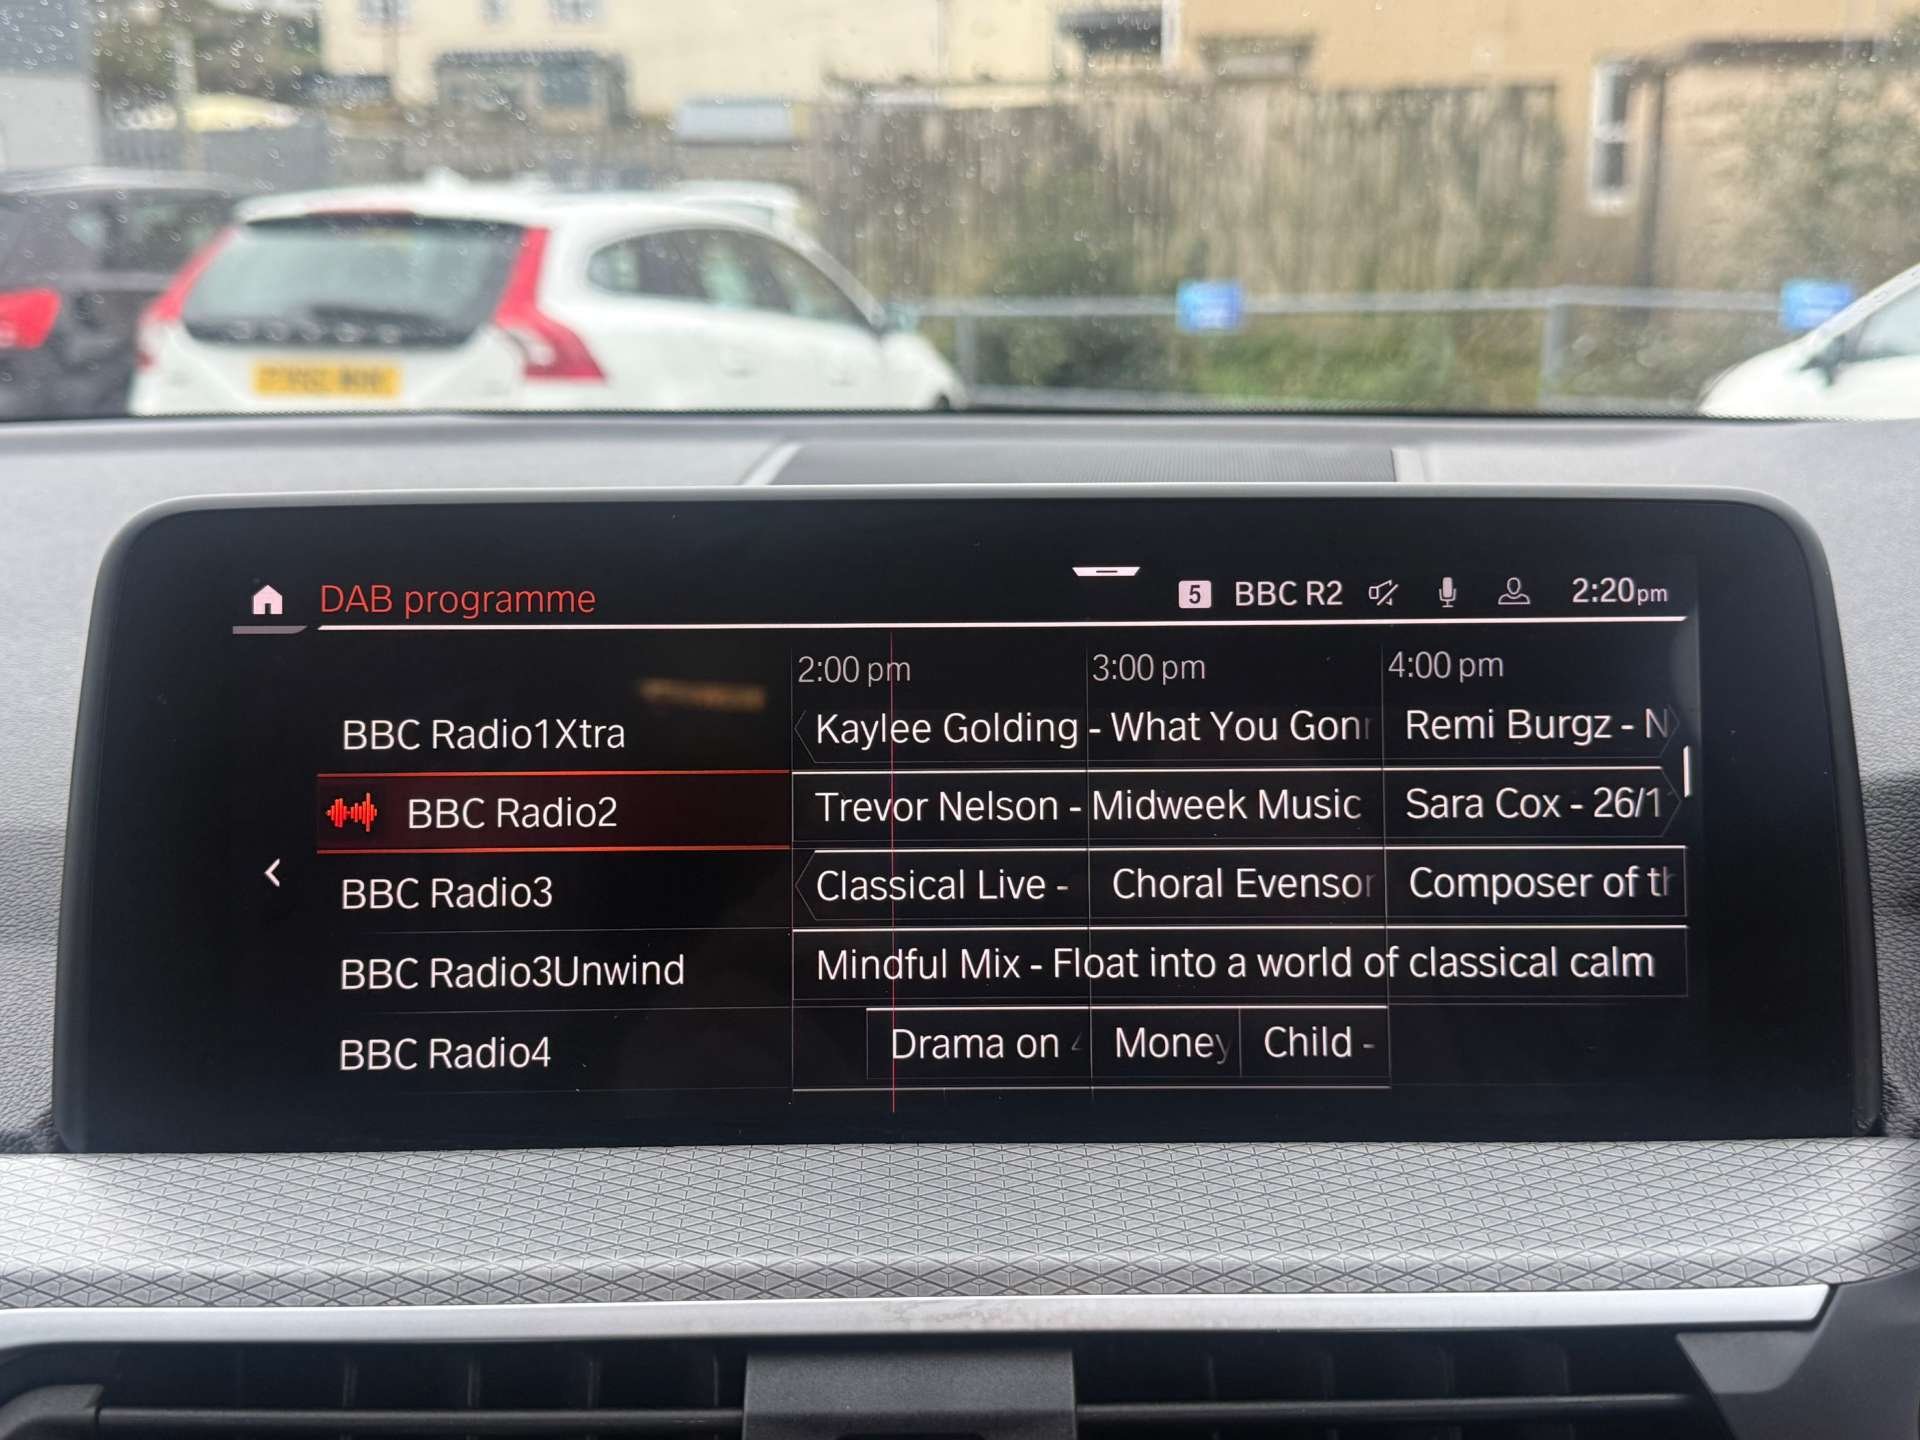 DAB programme
5 BBC R2 2:20pm
2:00 pm 3:00 pm 4:00 pm
BBC Radio1Xtra Kaylee Golding - What You Gon Remi Burgz - N
BBC Radio2 Trevor Nelson - Midweek Music Sara Cox - 26/1
BBC Radio3 Classical Live - Choral Evensor Composer of th
BBC Radio3Unwind Mindful Mix - Float into a world of classical calm
BBC Radio4 Drama on 4 Money Child -